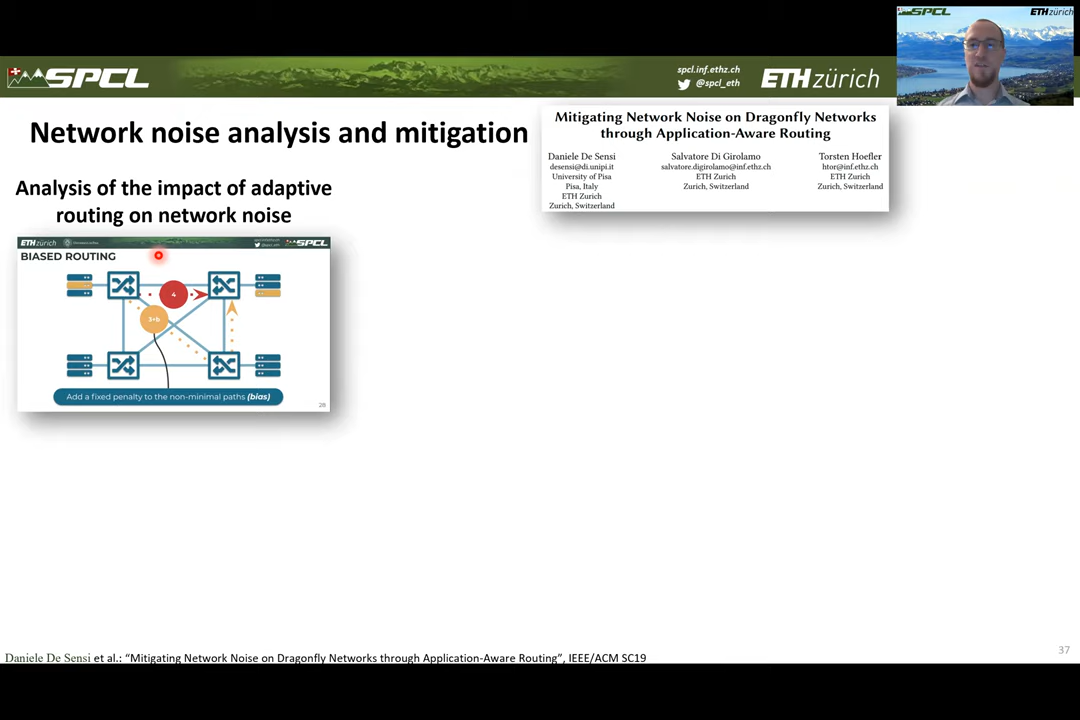 SPCL
ETH zürich
SPCL
spcl.inf.ethz.ch
@spcl_eth
ETH zürich
Network noise analysis and mitigation
Mitigating Network Noise on Dragonfly Networks
through Application-Aware Routing
Daniele De Sensi
desensi@di.unipi.it
University of Pisa
Pisa, Italy
ETH Zurich
Zurich, Switzerland
Salvatore Di Girolamo
salvatore.digirolamo@inf.ethz.ch
ETH Zurich
Zurich, Switzerland
Torsten Hoefler
htor@inf.ethz.ch
ETH Zurich
Zurich, Switzerland
Analysis of the impact of adaptive
routing on network noise
ETH zürich
SPCL
BIASED ROUTING
4
3+b
Add a fixed penalty to the non-minimal paths (bias)
28
Daniele De Sensi et al.: “Mitigating Network Noise on Dragonfly Networks through Application-Aware Routing”, IEEE/ACM SC19
37